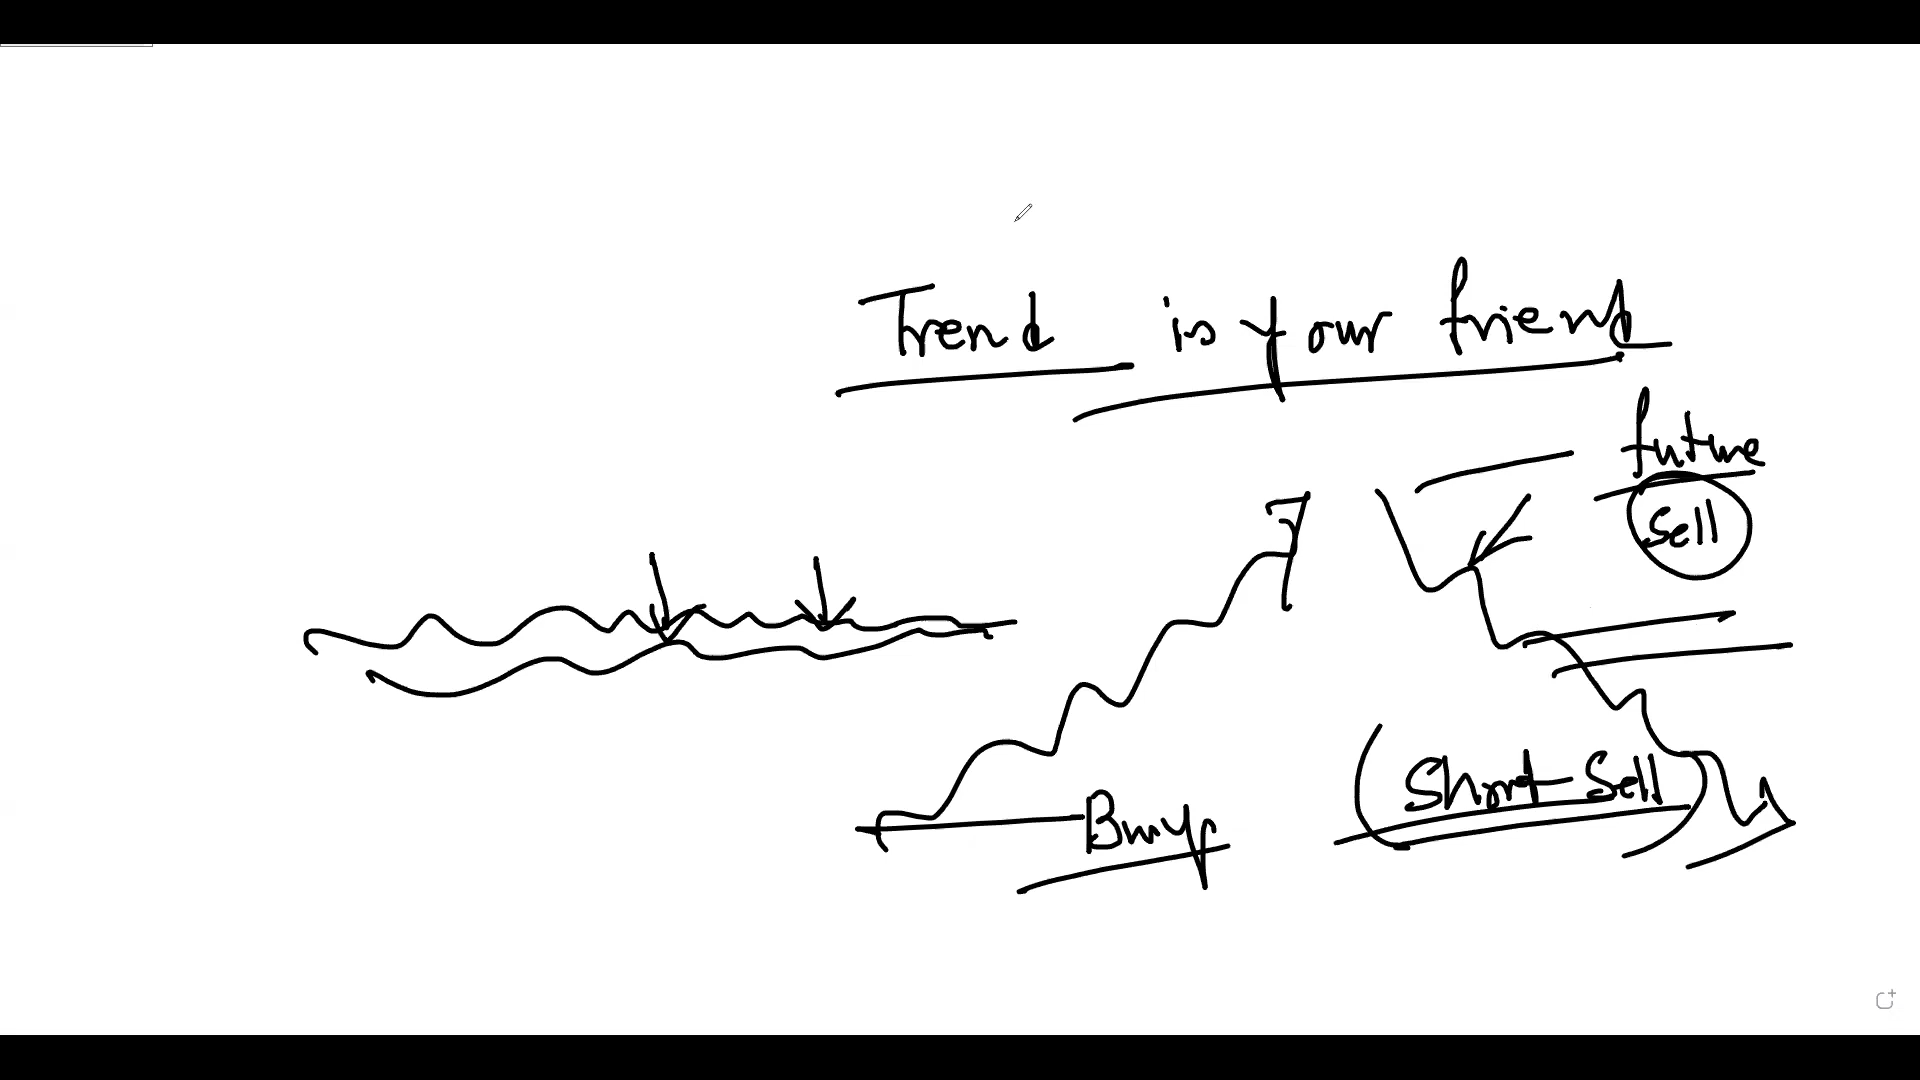 Trend is your friend
future
sell
Short Sell
Buy